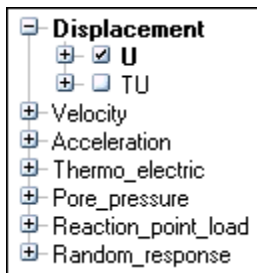 Displacement
U
TU
Velocity
Acceleration
Thermo_electric
Pore_pressure
Reaction_point_load
Random_response